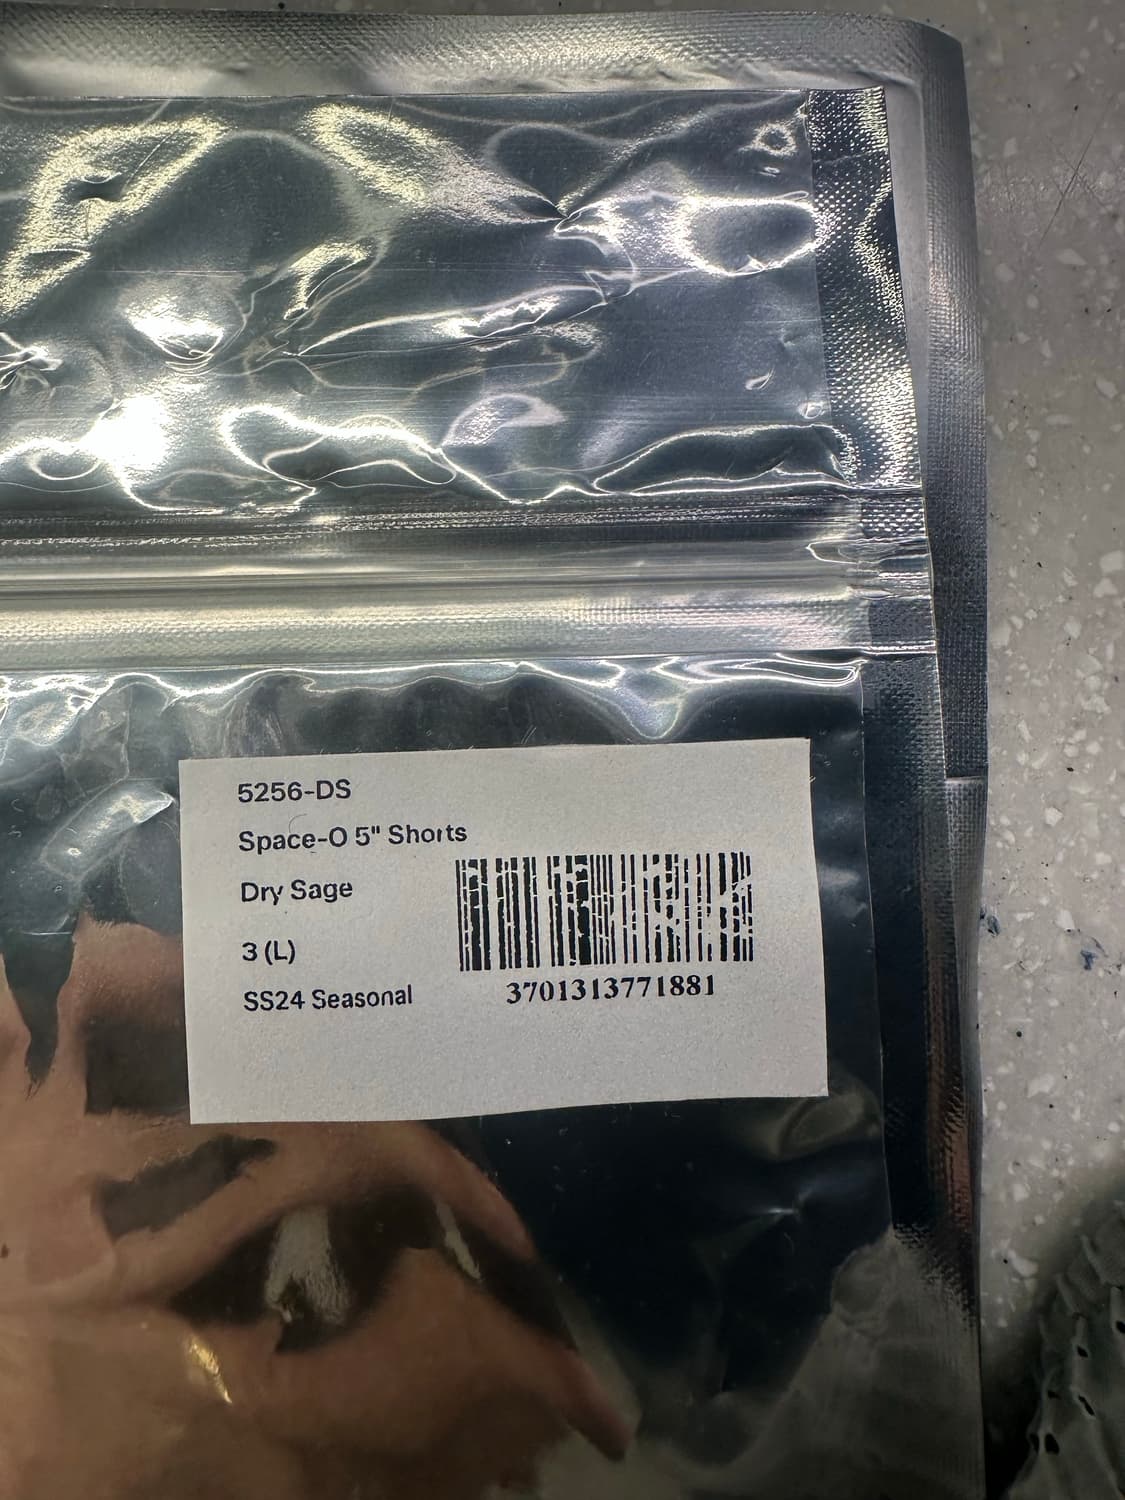 5256-DS
Space-O 5" Shorts
Dry Sage
3 (L)
SS24 Seasonal
3701313771881